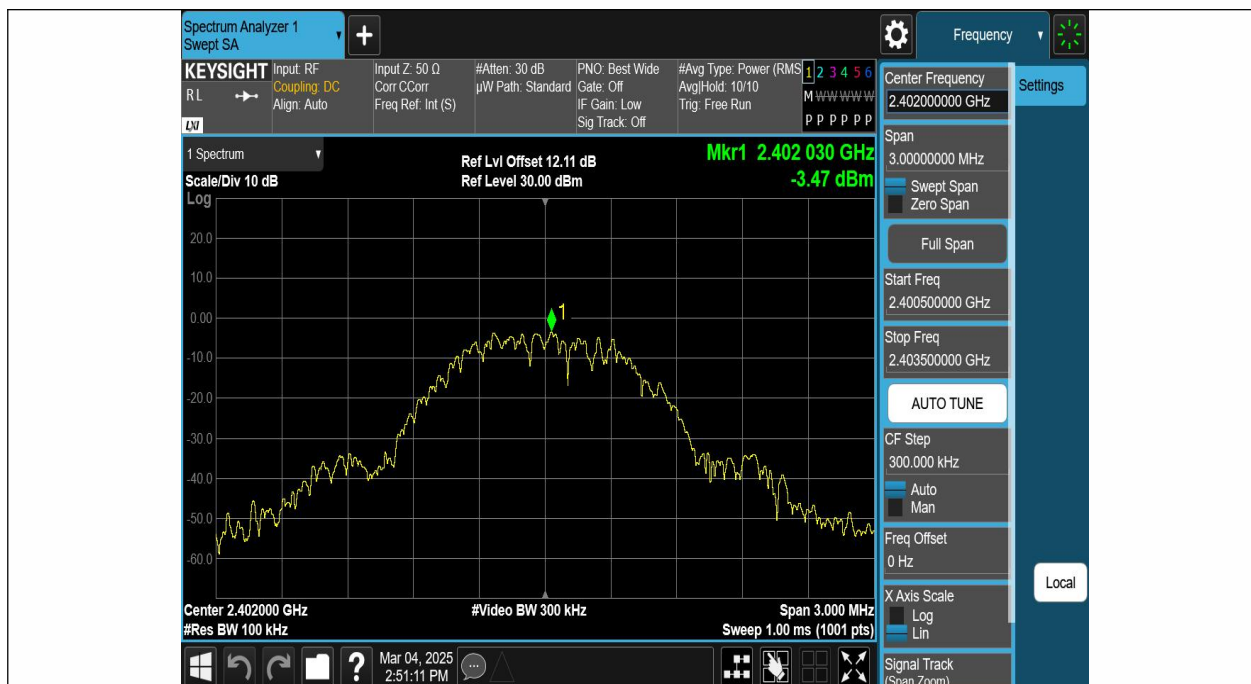 Spectrum Analyzer 1
Swept SA
+
Frequency
KEYSIGHT
RL
LXI
Input: RF
Coupling: DC
Align: Auto
Input Z: 50 Ω
Corr CCorr
Freq Ref: Int (S)
#Atten: 30 dB
µW Path: Standard
PNO: Best Wide
Gate: Off
IF Gain: Low
Sig Track: Off
#Avg Type: Power (RMS
Avg|Hold: 10/10
Trig: Free Run
1 2 3 4 5 6
M W W W W W
P P P P P P
1 Spectrum
Scale/Div 10 dB
Log
Ref Lvl Offset 12.11 dB
Ref Level 30.00 dBm
Mkr1 2.402 030 GHz
-3.47 dBm
20.0
10.0
0.00
-10.0
-20.0
-30.0
-40.0
-50.0
-60.0
1
Center 2.402000 GHz
#Res BW 100 kHz
#Video BW 300 kHz
Span 3.000 MHz
Sweep 1.00 ms (1001 pts)
?
Mar 04, 2025
2:51:11 PM
Center Frequency
2.402000000 GHz
Settings
Span
3.00000000 MHz
Swept Span
Zero Span
Full Span
Start Freq
2.400500000 GHz
Stop Freq
2.403500000 GHz
AUTO TUNE
CF Step
300.000 kHz
Auto
Man
Freq Offset
0 Hz
X Axis Scale
Log
Lin
Local
Signal Track
(Span Zoom)